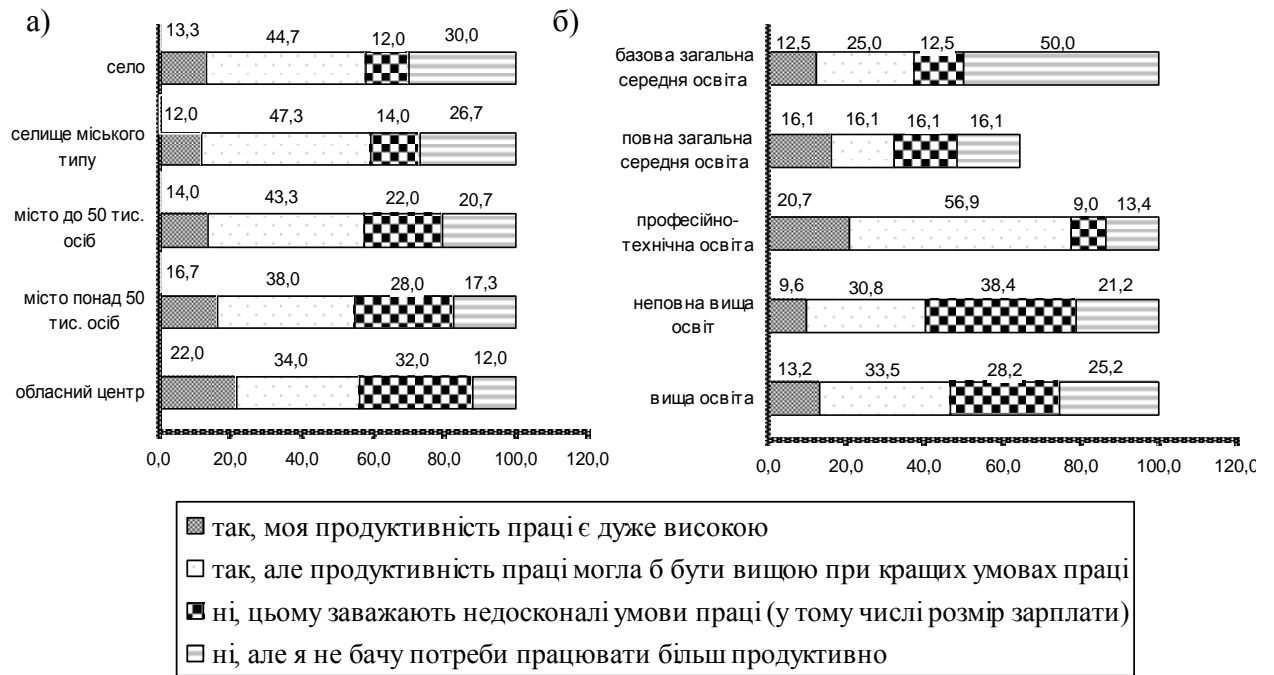 а)
13,3 44,7 12,0 30,0
село
12,0 47,3 14,0 26,7
селище міського
типу
14,0 43,3 22,0 20,7
місто до 50 тис.
осіб
16,7 38,0 28,0 17,3
місто понад 50
тис. осіб
22,0 34,0 32,0 12,0
обласний центр
0,0 20,0 40,0 60,0 80,0 100,0 120,0
б)
12,5 25,0 12,5 50,0
базова загальна
середня освіта
16,1 16,1 16,1 16,1
повна загальна
середня освіта
20,7 56,9 9,0 13,4
професійно-
технічна освіта
9,6 30,8 38,4 21,2
неповна вища
освіт
13,2 33,5 28,2 25,2
вища освіта
0,0 20,0 40,0 60,0 80,0 100,0 120,
так, моя продуктивність праці є дуже високою
так, але продуктивність праці могла б бути вищою при кращих умовах праці
ні, цьому заважають недосконалі умови праці (у тому числі розмір зарплати)
ні, але я не бачу потреби працювати більш продуктивно